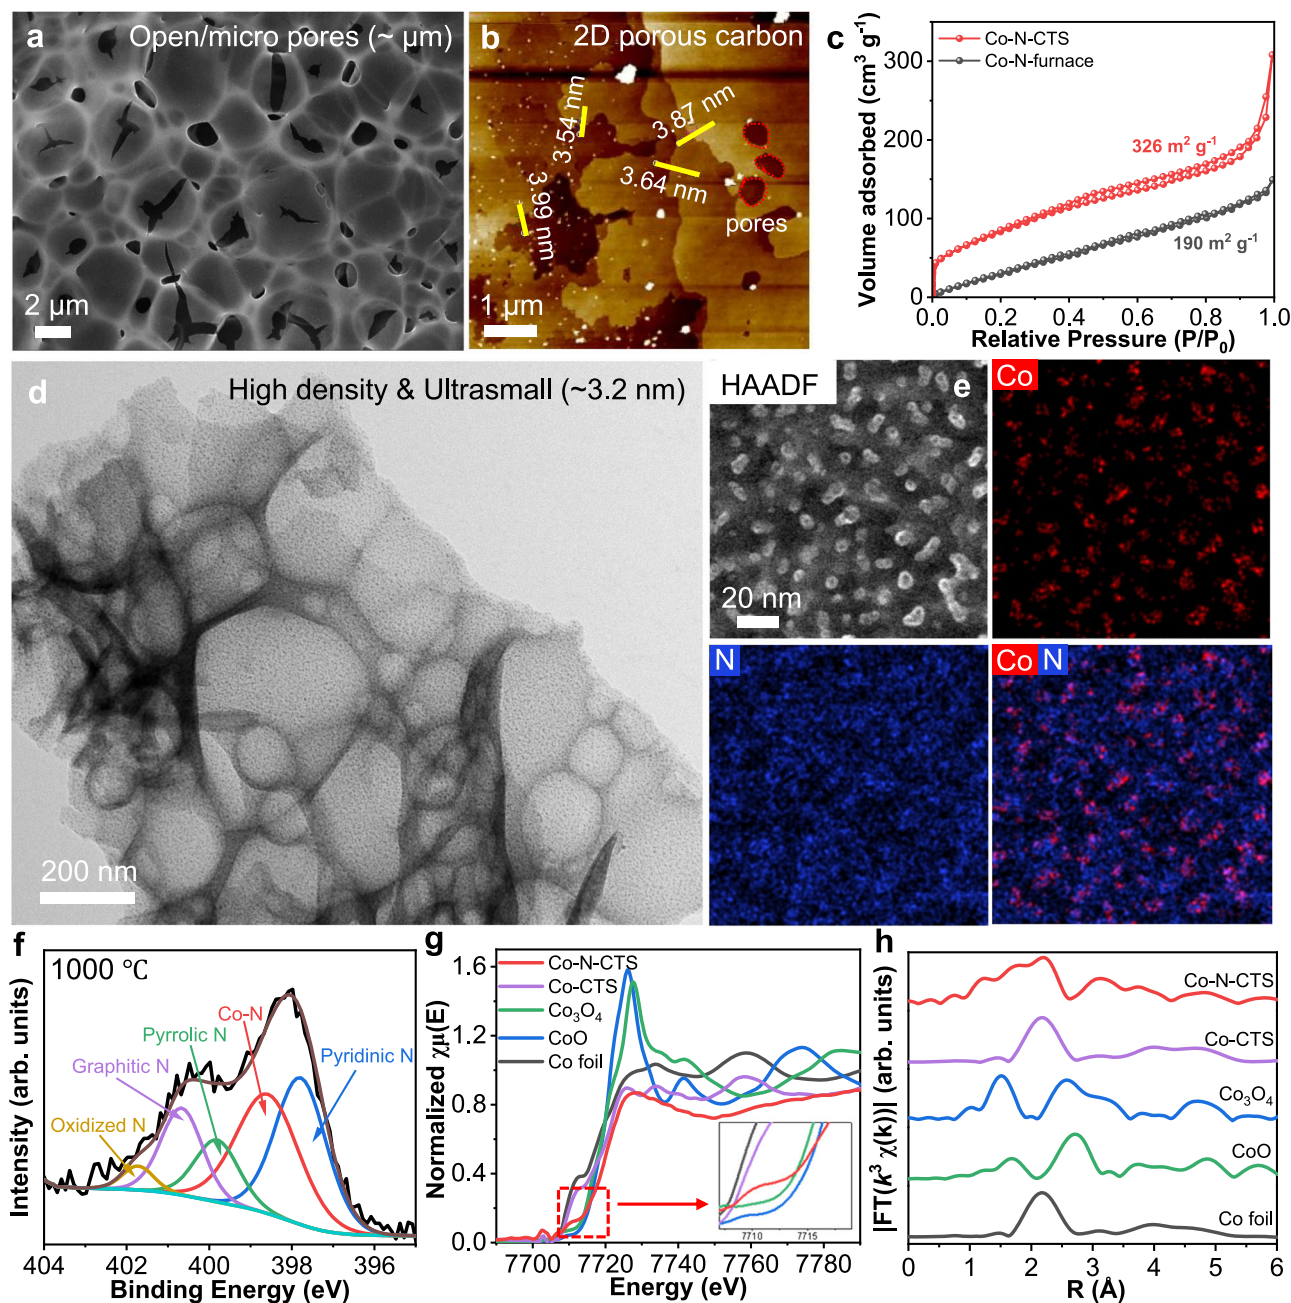 a
Open/micro pores (~ μm)
2 μm
b
2D porous carbon
3.54 nm
3.87 nm
3.64 nm
3.99 nm
pores
1 μm
c
Co-N-CTS
Co-N-furnace
326 m² g⁻¹
190 m² g⁻¹
300
200
100
0
0.0 0.2 0.4 0.6 0.8 1.0
Volume adsorbed (cm³ g⁻¹)
Relative Pressure (P/P₀)
d
High density & Ultrasmall (~3.2 nm)
200 nm
HAADF
e
20 nm
Co
N
Co N
f
1000 ℃
Co-N
Pyrrolic N
Pyridinic N
Graphitic N
Oxidized N
Intensity (arb. units)
404 402 400 398 396
Binding Energy (eV)
g
Co-N-CTS
Co-CTS
Co₃O₄
CoO
Co foil
1.6
1.2
0.8
0.4
0.0
Normalized χμ(E)
7710 7715
7700 7720 7740 7760 7780
Energy (eV)
h
Co-N-CTS
Co-CTS
Co₃O₄
CoO
Co foil
|FT(k³ χ(k))| (arb. units)
0 1 2 3 4 5 6
R (Å)